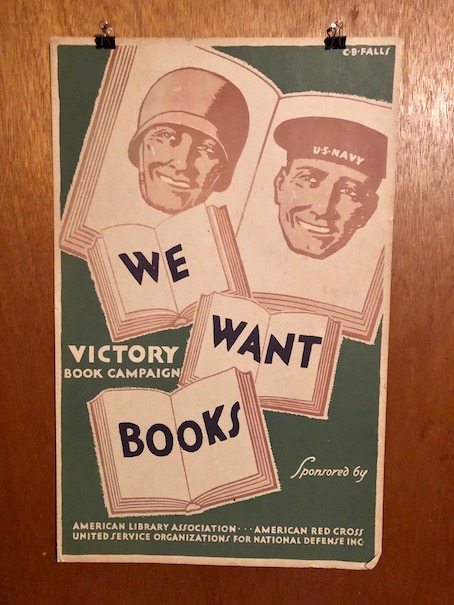 C·B·FALLS
U·S·NAVY
WE
WANT
VICTORY
BOOK CAMPAIGN
BOOKS
Sponsored by
AMERICAN LIBRARY ASSOCIATION · · · AMERICAN RED CROSS
UNITED SERVICE ORGANIZATIONS FOR NATIONAL DEFENSE INC·